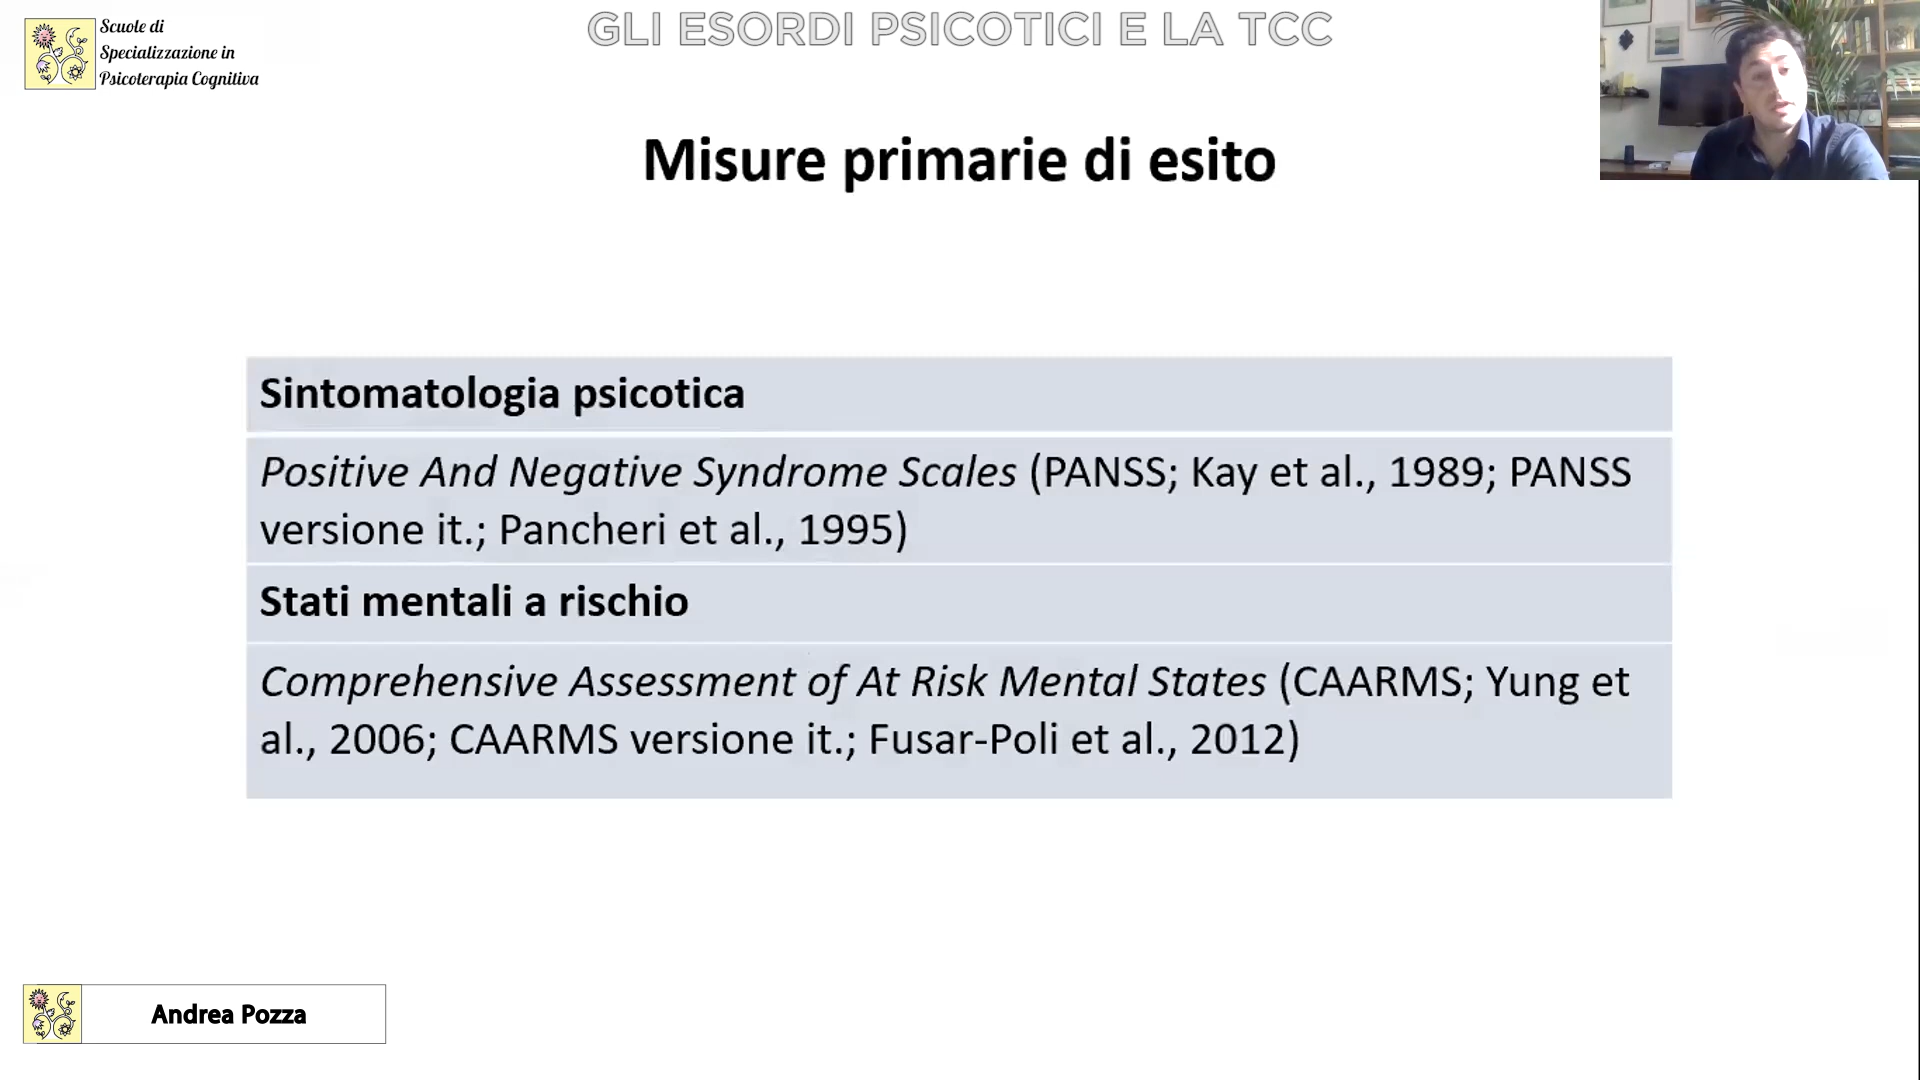 Scuole di
Specializzazione in
Psicoterapia Cognitiva
GLI ESORDI PSICOTICI E LA TCC
Misure primarie di esito
Sintomatologia psicotica
Positive And Negative Syndrome Scales (PANSS; Kay et al., 1989; PANSS
versione it.; Pancheri et al., 1995)
Stati mentali a rischio
Comprehensive Assessment of At Risk Mental States (CAARMS; Yung et
al., 2006; CAARMS versione it.; Fusar-Poli et al., 2012)
Andrea Pozza